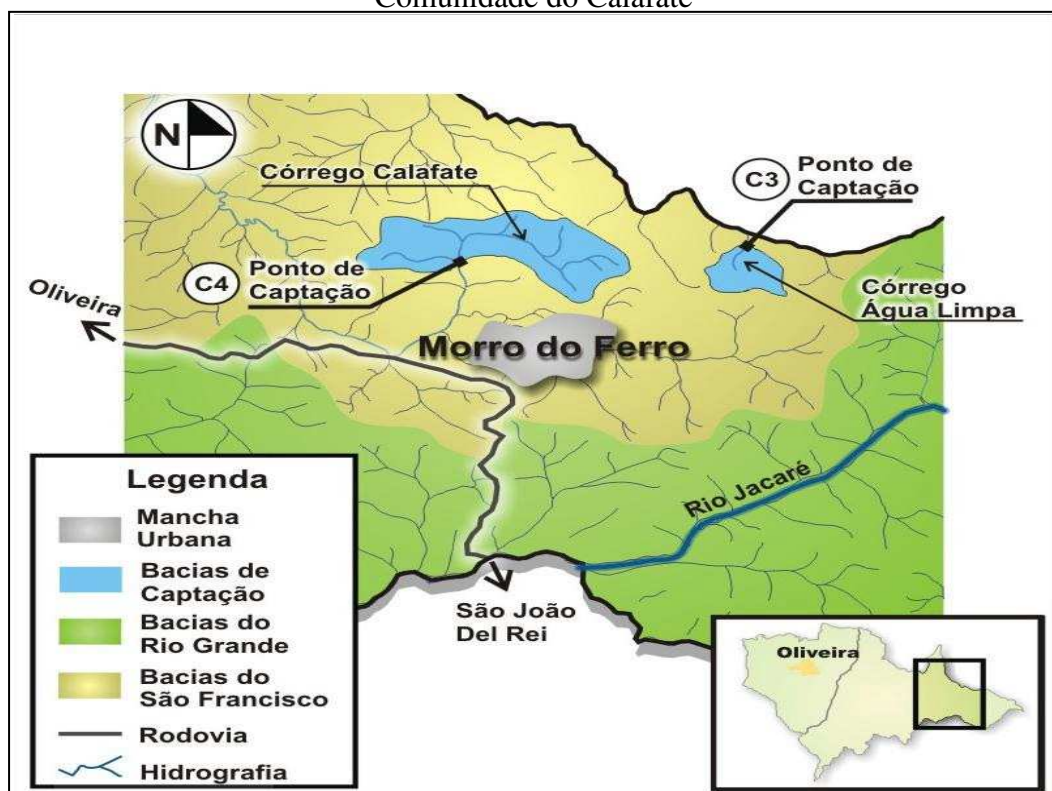 Comunidade do Calafate
N
Córrego Calafate
C3
Ponto de
Captação
C4
Ponto de
Captação
Oliveira
Córrego
Água Limpa
Morro do Ferro
Rio Jacaré
São João
Del Rei
Legenda
Mancha
Urbana
Bacias de
Captação
Bacias do
Rio Grande
Bacias do
São Francisco
Rodovia
Hidrografia
Oliveira